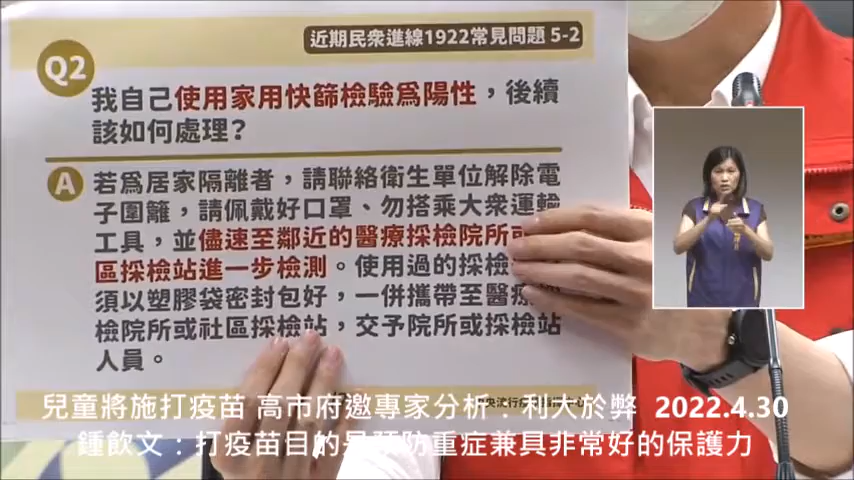 近期民衆進線1922常見問題 5-2
Q2
我自己使用家用快篩檢驗爲陽性，後續
該如何處理？
A
若爲居家隔離者，請聯絡衛生單位解除電
子圍籬，請佩戴好口罩、勿搭乘大衆運輸
工具，並儘速至鄰近的醫療採檢院所
區採檢站進一步檢測。使用過的採檢
須以塑膠袋密封包好，一併攜帶至醫
檢院所或社區採檢站，交予院所或採檢站
人員。
兒童將施打疫苗 高市府邀專家分析：利大於弊 2022.4.30
鍾飲文：打疫苗目的是預防重症兼具非常好的保護力